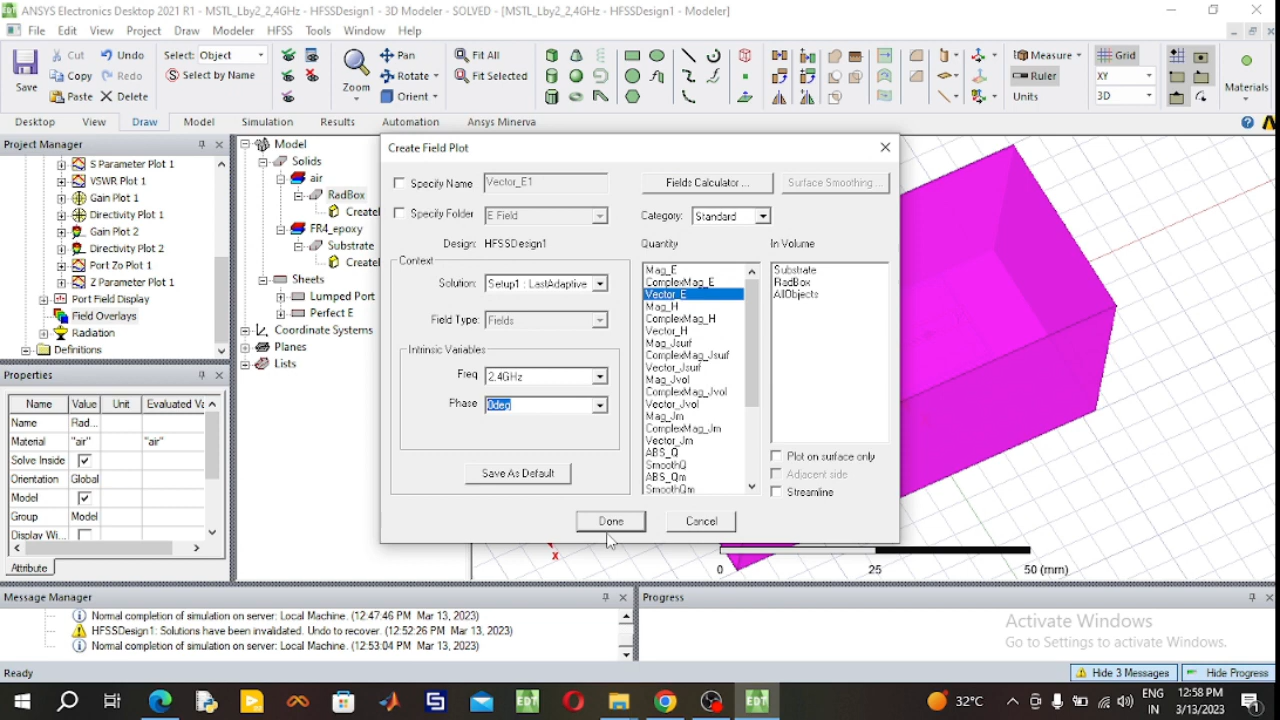 ANSYS Electronics Desktop 2021 R1 - MSTL_Lby2_2,4GHz - HFSSDesign1 - 3D Modeler - SOLVED - [MSTL_Lby2_2,4GHz - HFSSDesign1 - Modeler]
File Edit View Project Draw Modeler HFSS Tools Window Help
Save
Cut
Undo
Copy
Redo
Paste
Delete
Select: Object
Select by Name
Zoom
Pan
Rotate
Orient
Fit All
Fit Selected
Measure
Ruler
Units
Grid
XY
3D
Materials
Desktop View Draw Model Simulation Results Automation Ansys Minerva
Project Manager
S Parameter Plot 1
VSWR Plot 1
Gain Plot 1
Directivity Plot 1
Gain Plot 2
Directivity Plot 2
Port Zo Plot 1
Z Parameter Plot 1
Port Field Display
Field Overlays
Radiation
Definitions
Model
Solids
air
RadBox
Createl
FR4_epoxy
Substrate
Createl
Sheets
Lumped Port
Perfect E
Coordinate Systems
Planes
Lists
Create Field Plot
Specify Name
Vector_E1
Specify Folder
E Field
Design: HFSSDesign1
Context
Solution: Setup1 : LastAdaptive
Field Type: Fields
Intrinsic Variables
Freq 2.4GHz
Phase 0deg
Save As Default
Fields Calculator ...
Surface Smoothing ...
Category: Standard
Quantity
Mag_E
ComplexMag_E
Vector_E
Mag_H
ComplexMag_H
Vector_H
Mag_Jsurf
ComplexMag_Jsurf
Vector_Jsurf
Mag_Jvol
ComplexMag_Jvol
Vector_Jvol
Mag_Jm
ComplexMag_Jm
Vector_Jm
ABS_Q
SmoothQ
ABS_Qm
SmoothQm
In Volume
Substrate
RadBox
AllObjects
Plot on surface only
Adjacent side
Streamline
Done
Cancel
Properties
Name Value Unit Evaluated Va
Name Rad...
Material "air" "air"
Solve Inside
Orientation Global
Model
Group Model
Display Wi...
Attribute
X
0 25 50 (mm)
Message Manager
Normal completion of simulation on server: Local Machine. (12:47:46 PM Mar 13, 2023)
HFSSDesign1: Solutions have been invalidated. Undo to recover. (12:52:26 PM Mar 13, 2023)
Normal completion of simulation on server: Local Machine. (12:53:04 PM Mar 13, 2023)
Progress
Activate Windows
Go to Settings to activate Windows.
Ready
Hide 3 Messages
Hide Progress
EDT
EDT
32°C
ENG
IN
12:58 PM
3/13/2023
1